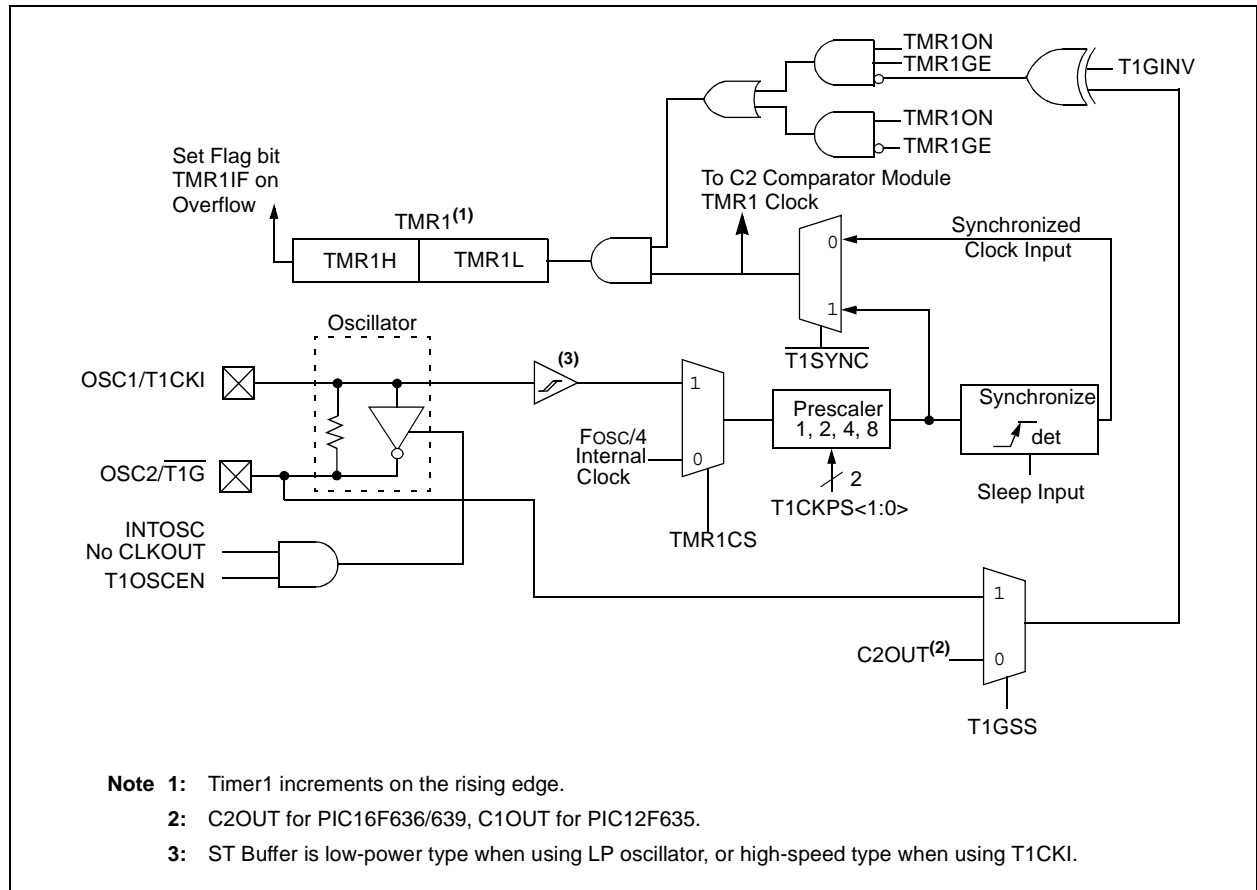 TMR1ON
TMR1GE
T1GINV
TMR1ON
TMR1GE
Set Flag bit
TMR1IF on
Overflow
To C2 Comparator Module
TMR1 Clock
TMR1(1)
TMR1H
TMR1L
0
Synchronized
Clock Input
1
T1SYNC
Oscillator
(3)
OSC1/T1CKI
1
Prescaler
1, 2, 4, 8
Synchronize
det
FOSC/4
Internal
Clock
0
OSC2/T1G
2
T1CKPS<1:0>
Sleep Input
INTOSC
No CLKOUT
T1OSCEN
TMR1CS
1
C2OUT(2)
0
T1GSS
Note 1: Timer1 increments on the rising edge.
2: C2OUT for PIC16F636/639, C1OUT for PIC12F635.
3: ST Buffer is low-power type when using LP oscillator, or high-speed type when using T1CKI.